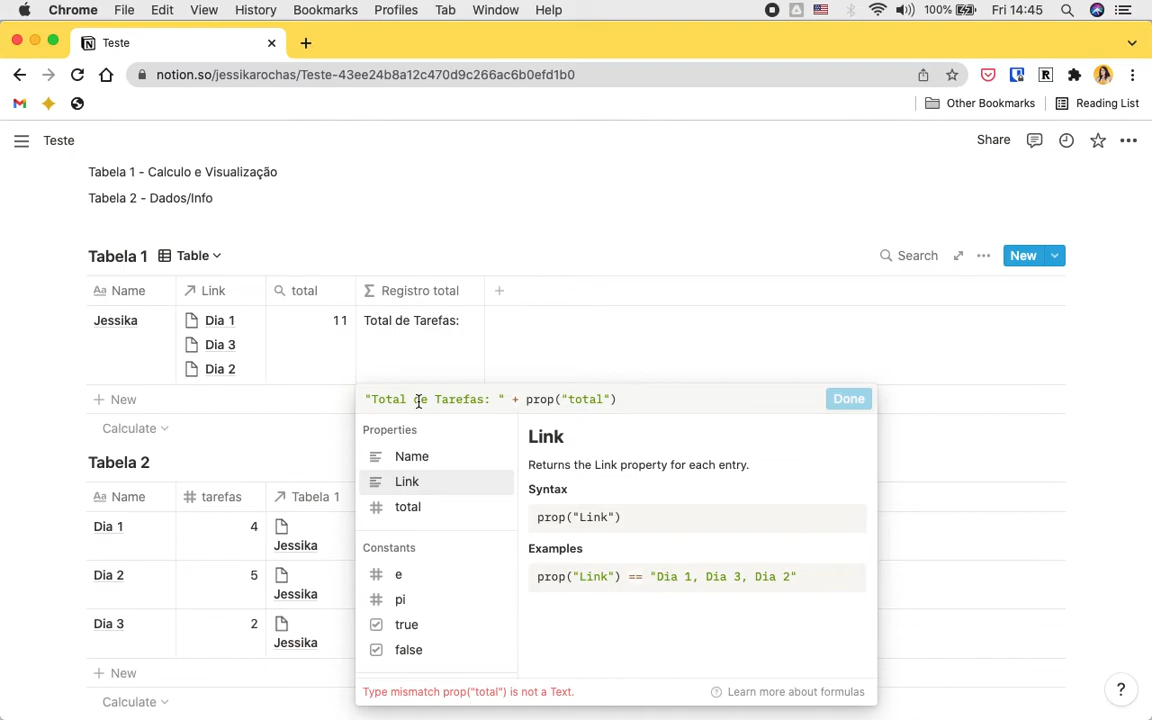 Chrome File Edit View History Bookmarks Profiles Tab Window Help 100% Fri 14:45
Teste
notion.so/jessikarochas/Teste-43ee24b8a12c470d9c266ac6b0efd1b0
Other Bookmarks Reading List
Teste Share
Tabela 1 - Calculo e Visualização
Tabela 2 - Dados/Info
Tabela 1 Table Search New
Aa Name Link total Σ Registro total
Jessika Dia 1 11 Total de Tarefas:
Dia 3
Dia 2
+ New
Calculate
"Total de Tarefas: " + prop("total") Done
Properties
Name
Link
total
Constants
e
pi
true
false
Link
Returns the Link property for each entry.
Syntax
prop("Link")
Examples
prop("Link") == "Dia 1, Dia 3, Dia 2"
Type mismatch prop("total") is not a Text. Learn more about formulas
Tabela 2
Aa Name # tarefas Tabela 1
Dia 1 4 Jessika
Dia 2 5 Jessika
Dia 3 2 Jessika
+ New
Calculate
?